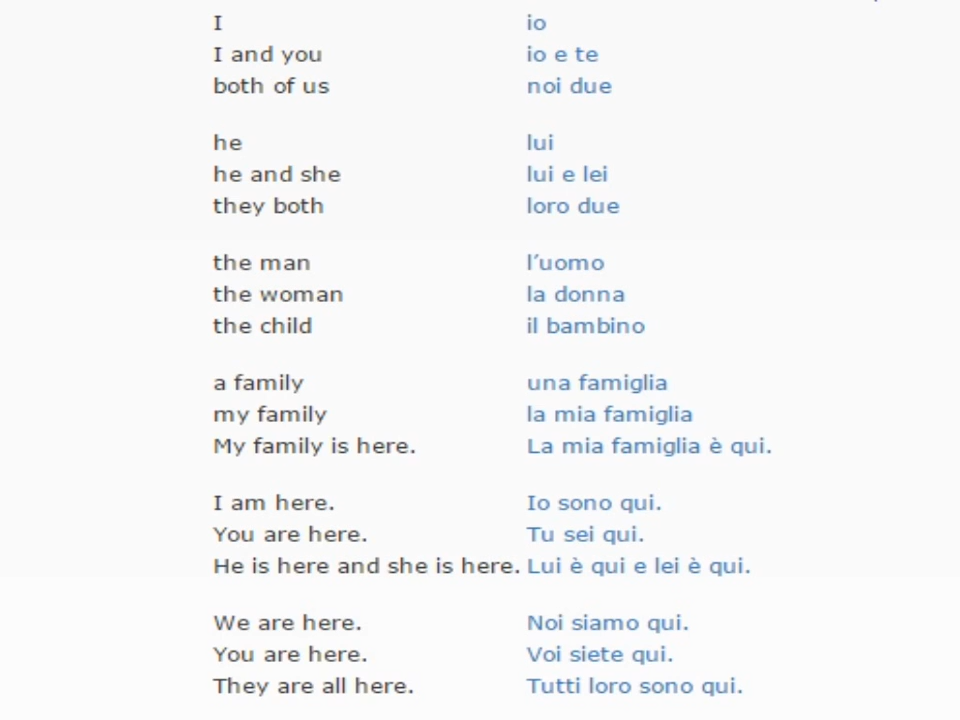 I io
I and you io e te
both of us noi due
he lui
he and she lui e lei
they both loro due
the man l′uomo
the woman la donna
the child il bambino
a family una famiglia
my family la mia famiglia
My family is here. La mia famiglia è qui.
I am here. Io sono qui.
You are here. Tu sei qui.
He is here and she is here. Lui è qui e lei è qui.
We are here. Noi siamo qui.
You are here. Voi siete qui.
They are all here. Tutti loro sono qui.